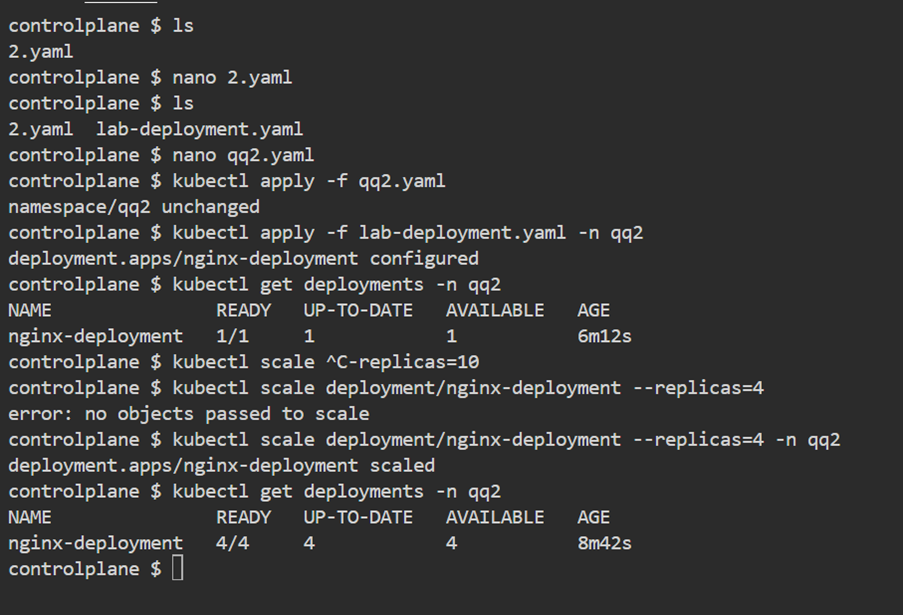 controlplane $ ls
2.yaml
controlplane $ nano 2.yaml
controlplane $ ls
2.yaml  lab-deployment.yaml
controlplane $ nano qq2.yaml
controlplane $ kubectl apply -f qq2.yaml
namespace/qq2 unchanged
controlplane $ kubectl apply -f lab-deployment.yaml -n qq2
deployment.apps/nginx-deployment configured
controlplane $ kubectl get deployments -n qq2
NAME               READY   UP-TO-DATE   AVAILABLE   AGE
nginx-deployment   1/1     1            1           6m12s
controlplane $ kubectl scale ^C-replicas=10
controlplane $ kubectl scale deployment/nginx-deployment --replicas=4
error: no objects passed to scale
controlplane $ kubectl scale deployment/nginx-deployment --replicas=4 -n qq2
deployment.apps/nginx-deployment scaled
controlplane $ kubectl get deployments -n qq2
NAME               READY   UP-TO-DATE   AVAILABLE   AGE
nginx-deployment   4/4     4            4           8m42s
controlplane $